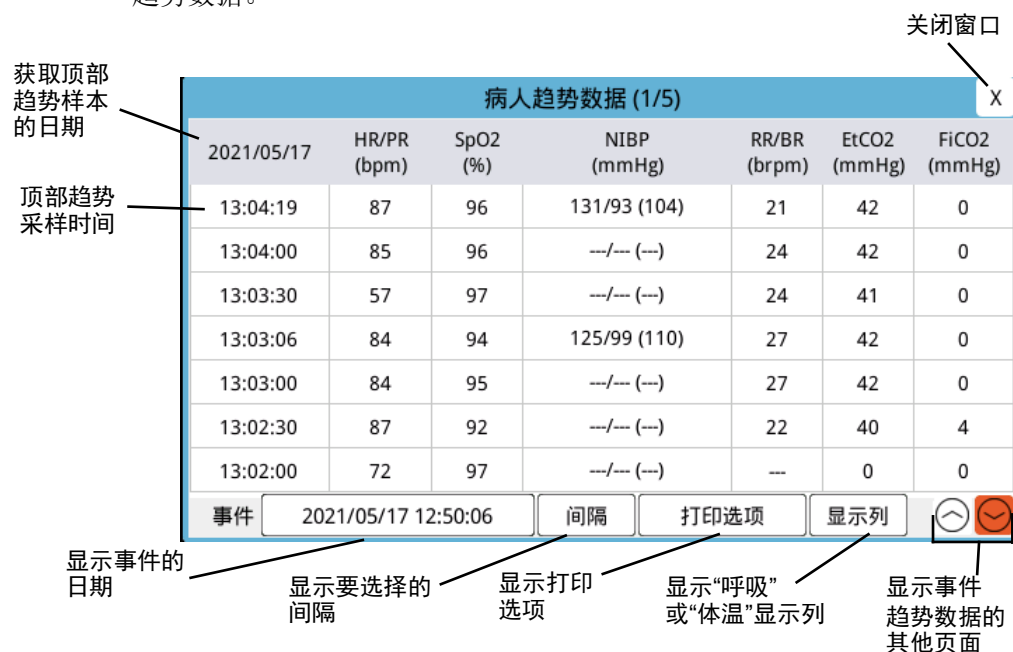 趋势数据。
关闭窗口
获取顶部
趋势样本
的日期
病人趋势数据 (1/5)
X
2021/05/17 HR/PR (bpm) SpO2 (%) NIBP (mmHg) RR/BR (brpm) EtCO2 (mmHg) FiCO2 (mmHg)
顶部趋势
采样时间
13:04:19 87 96 131/93 (104) 21 42 0
13:04:00 85 96 ---/--- (---) 24 42 0
13:03:30 57 97 ---/--- (---) 24 41 0
13:03:06 84 94 125/99 (110) 27 42 0
13:03:00 84 95 ---/--- (---) 27 42 0
13:02:30 87 92 ---/--- (---) 22 40 4
13:02:00 72 97 ---/--- (---) --- 0 0
事件 2021/05/17 12:50:06 间隔 打印选项 显示列
显示事件的
日期
显示要选择的
间隔
显示打印
选项
显示“呼吸”
或“体温”显示列
显示事件
趋势数据的
其他页面